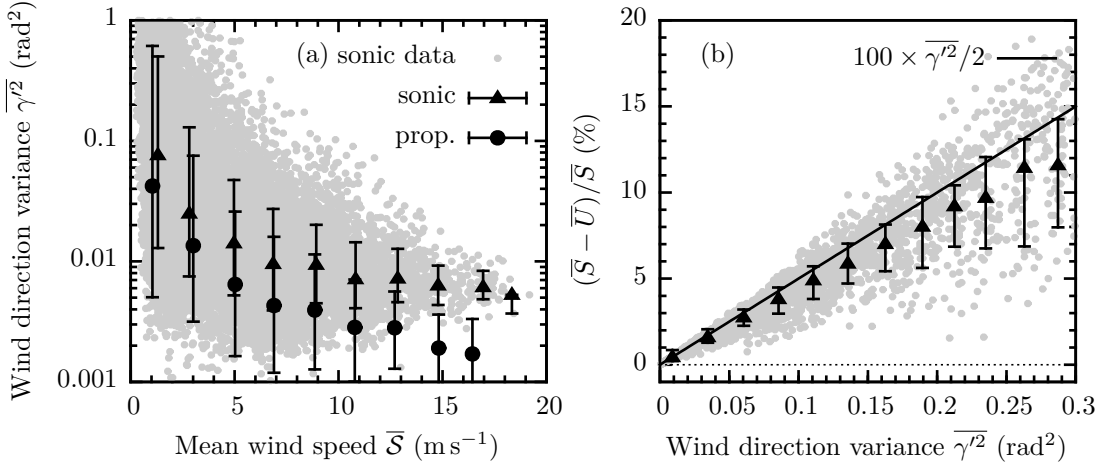 1
0.1
0.01
0.001
Wind direction variance γ′² (rad²)
(a) sonic data
sonic
prop.
0 5 10 15 20
Mean wind speed S (m s⁻¹)
20
15
10
5
0
(S̅ − U̅)/S̅ (%)
(b)
100 × γ′²/2
0 0.05 0.1 0.15 0.2 0.25 0.3
Wind direction variance γ′² (rad²)